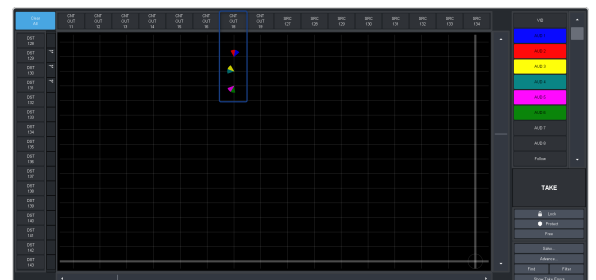 Clear
All
CNT
OUT
11
CNT
OUT
12
CNT
OUT
13
CNT
OUT
14
CNT
OUT
15
CNT
OUT
16
CNT
OUT
18
CNT
OUT
19
SRC
127
SRC
128
SRC
129
SRC
130
SRC
131
SRC
132
SRC
133
SRC
134
DST
128
DST
129
DST
130
DST
131
DST
132
DST
133
DST
134
DST
135
DST
136
DST
137
DST
138
DST
139
DST
140
DST
141
DST
142
DST
143
VID
AUD 1
AUD 2
AUD 3
AUD 4
AUD 5
AUD 6
AUD 7
AUD 8
Follow
TAKE
Lock
Protect
Free
Salvo...
Advance
Find
Filter